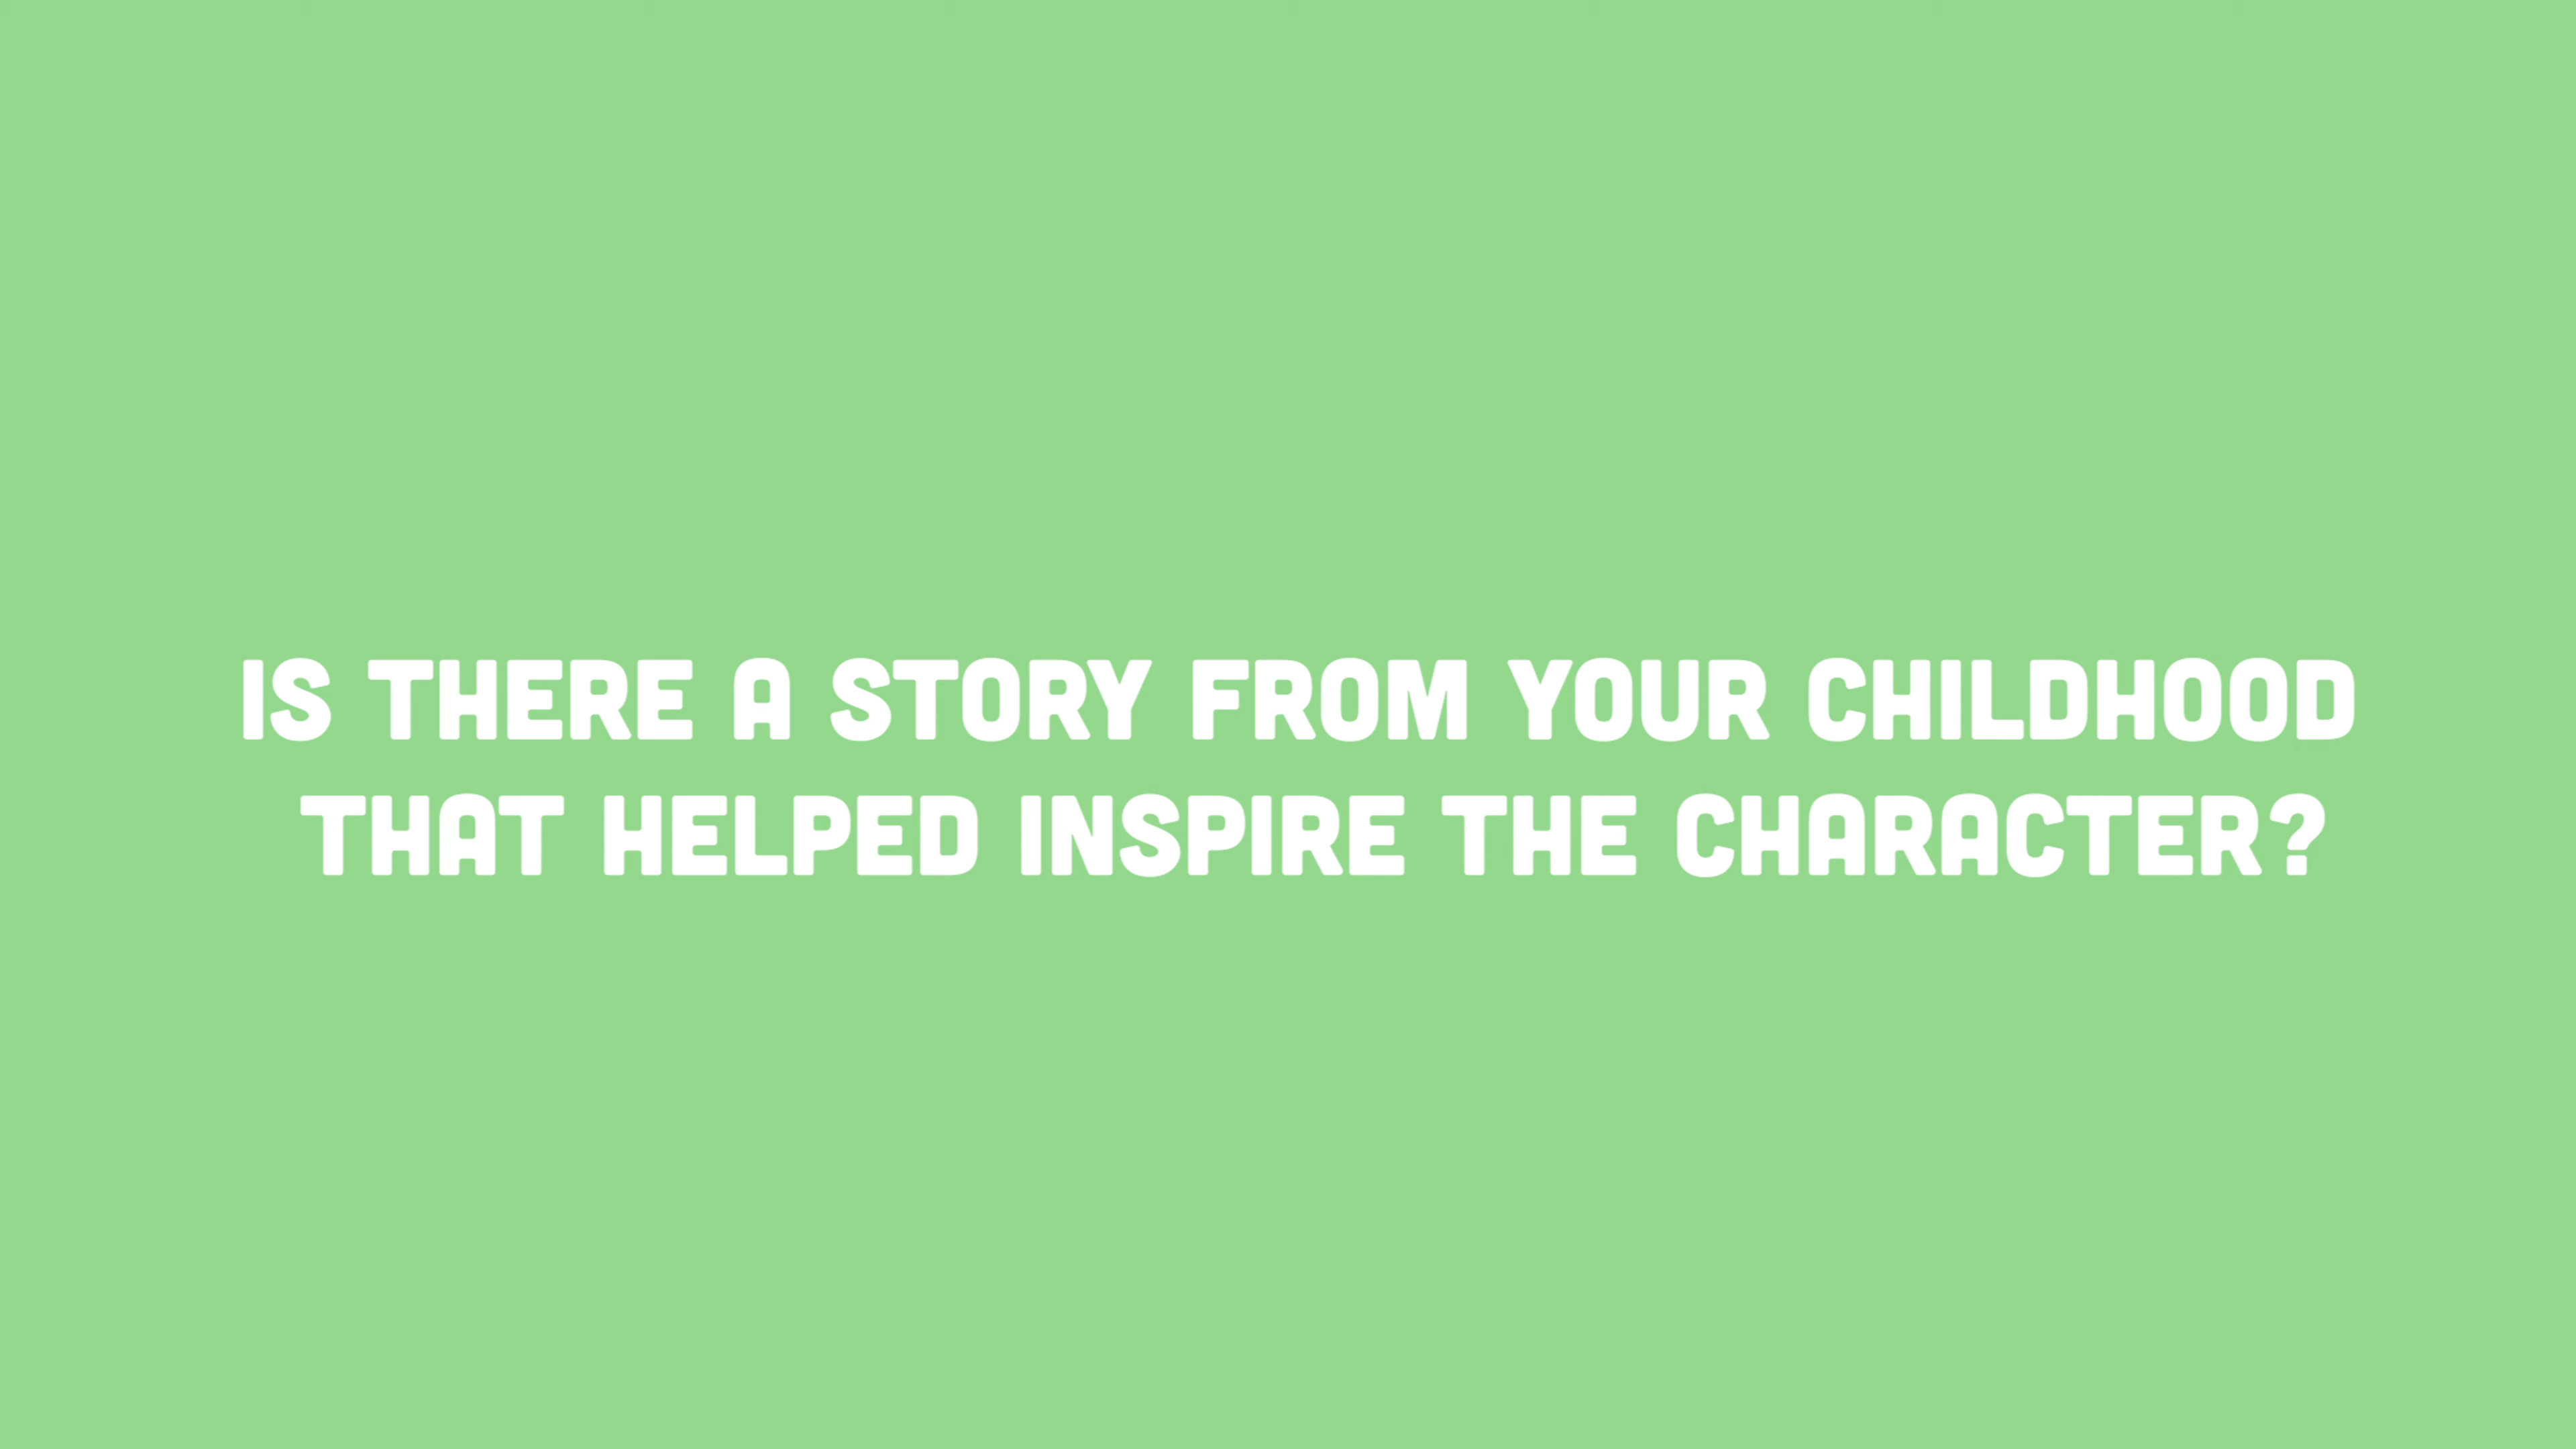 IS THERE A STORY FROM YOUR CHILDHOOD
THAT HELPED INSPIRE THE CHARACTER?